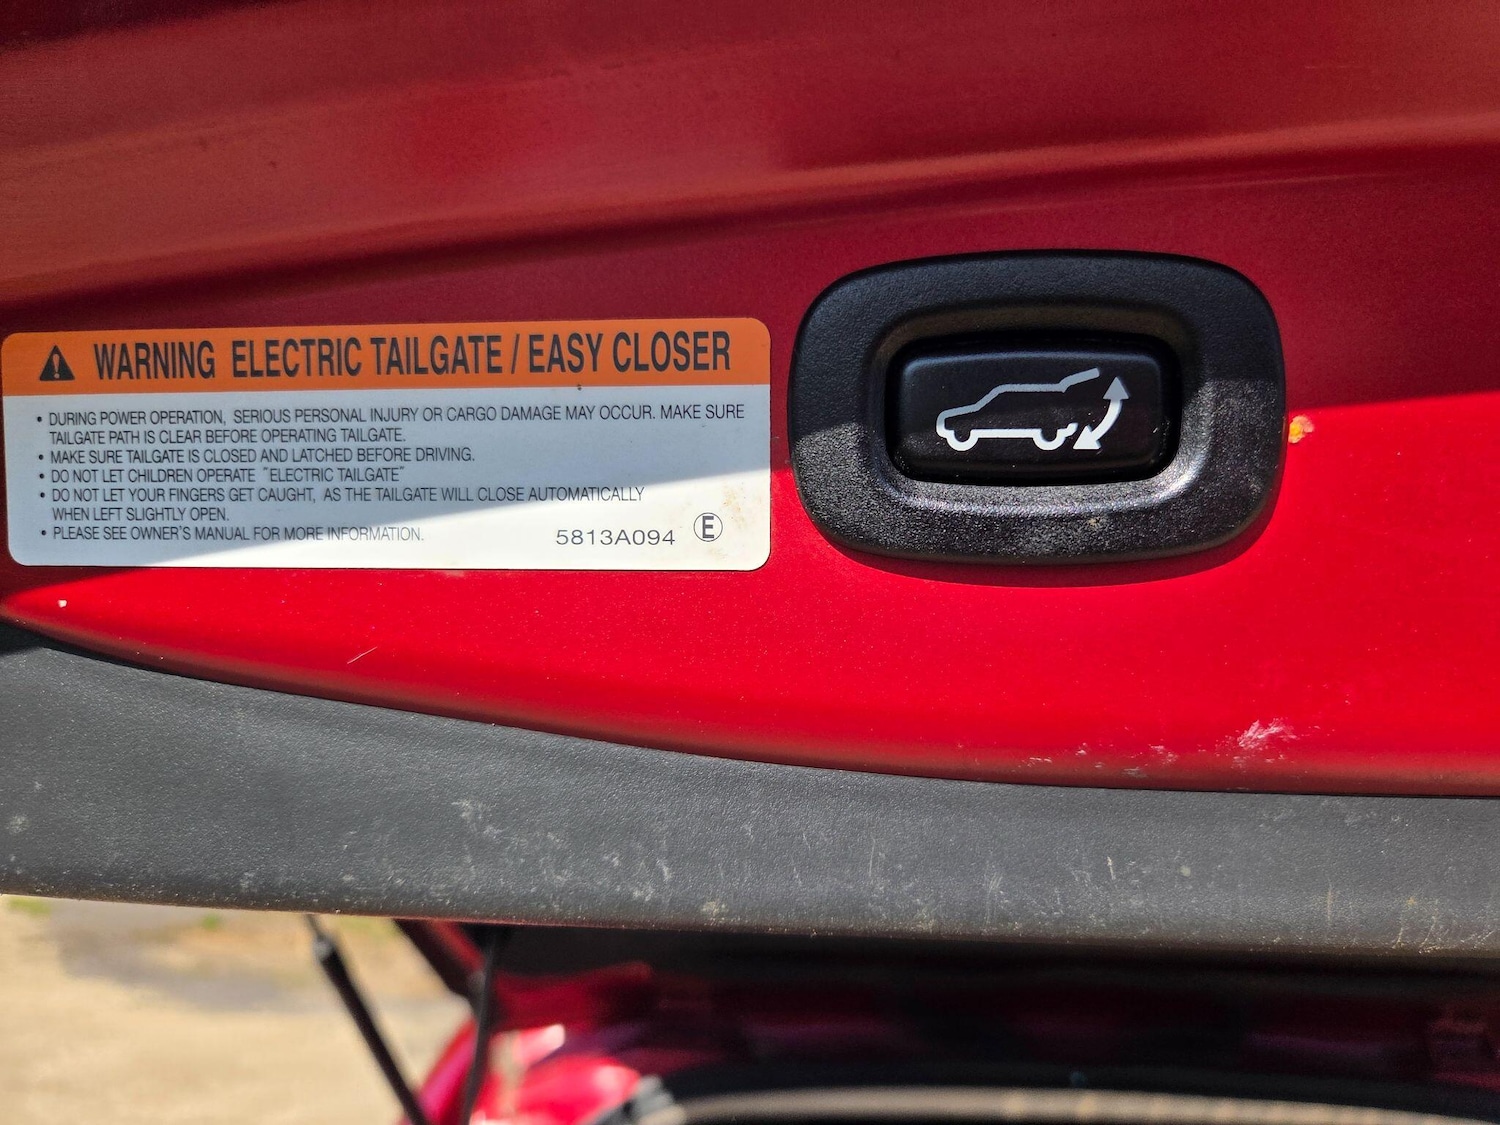 WARNING ELECTRIC TAILGATE / EASY CLOSER
• DURING POWER OPERATION, SERIOUS PERSONAL INJURY OR CARGO DAMAGE MAY OCCUR. MAKE SURE
TAILGATE PATH IS CLEAR BEFORE OPERATING TAILGATE.
• MAKE SURE TAILGATE IS CLOSED AND LATCHED BEFORE DRIVING.
• DO NOT LET CHILDREN OPERATE "ELECTRIC TAILGATE"
• DO NOT LET YOUR FINGERS GET CAUGHT, AS THE TAILGATE WILL CLOSE AUTOMATICALLY
WHEN LEFT SLIGHTLY OPEN.
• PLEASE SEE OWNER'S MANUAL FOR MORE INFORMATION.
5813A094 E